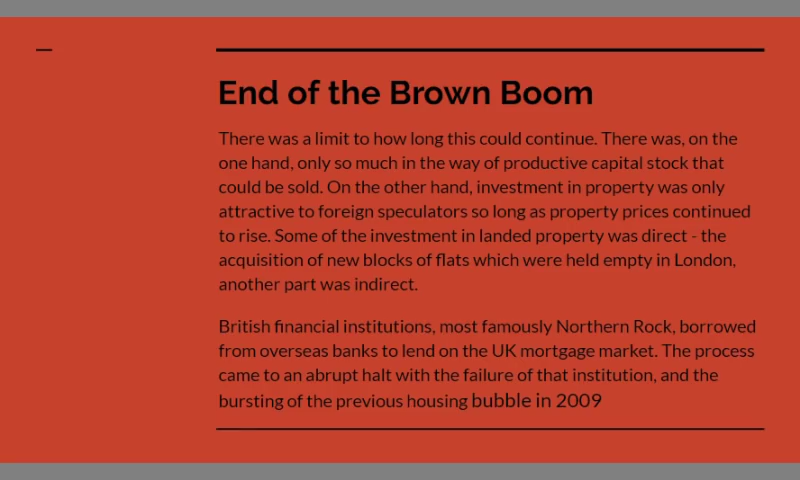 End of the Brown Boom
There was a limit to how long this could continue. There was, on the
one hand, only so much in the way of productive capital stock that
could be sold. On the other hand, investment in property was only
attractive to foreign speculators so long as property prices continued
to rise. Some of the investment in landed property was direct - the
acquisition of new blocks of flats which were held empty in London,
another part was indirect.
British financial institutions, most famously Northern Rock, borrowed
from overseas banks to lend on the UK mortgage market. The process
came to an abrupt halt with the failure of that institution, and the
bursting of the previous housing bubble in 2009